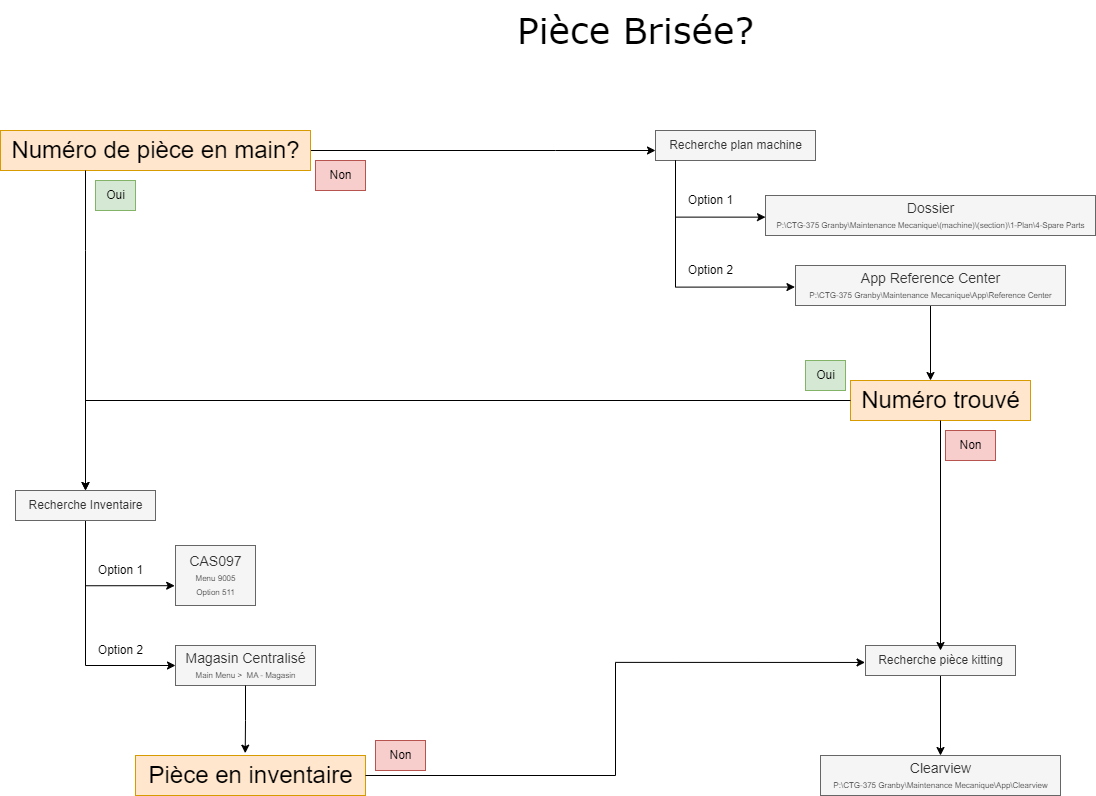 Pièce Brisée?
Numéro de pièce en main?
Non
Oui
Recherche plan machine
Option 1
Dossier
P:\CTG-375 Granby\Maintenance Mecanique\(machine)\(section)\1-Plan\4-Spare Parts
Option 2
App Reference Center
P:\CTG-375 Granby\Maintenance Mecanique\App\Reference Center
Oui
Numéro trouvé
Non
Recherche Inventaire
Option 1
CAS097
Menu 9005
Option 511
Option 2
Magasin Centralisé
Main Menu > MA - Magasin
Recherche pièce kitting
Non
Pièce en inventaire
Clearview
P:\CTG-375 Granby\Maintenance Mecanique\App\Clearview